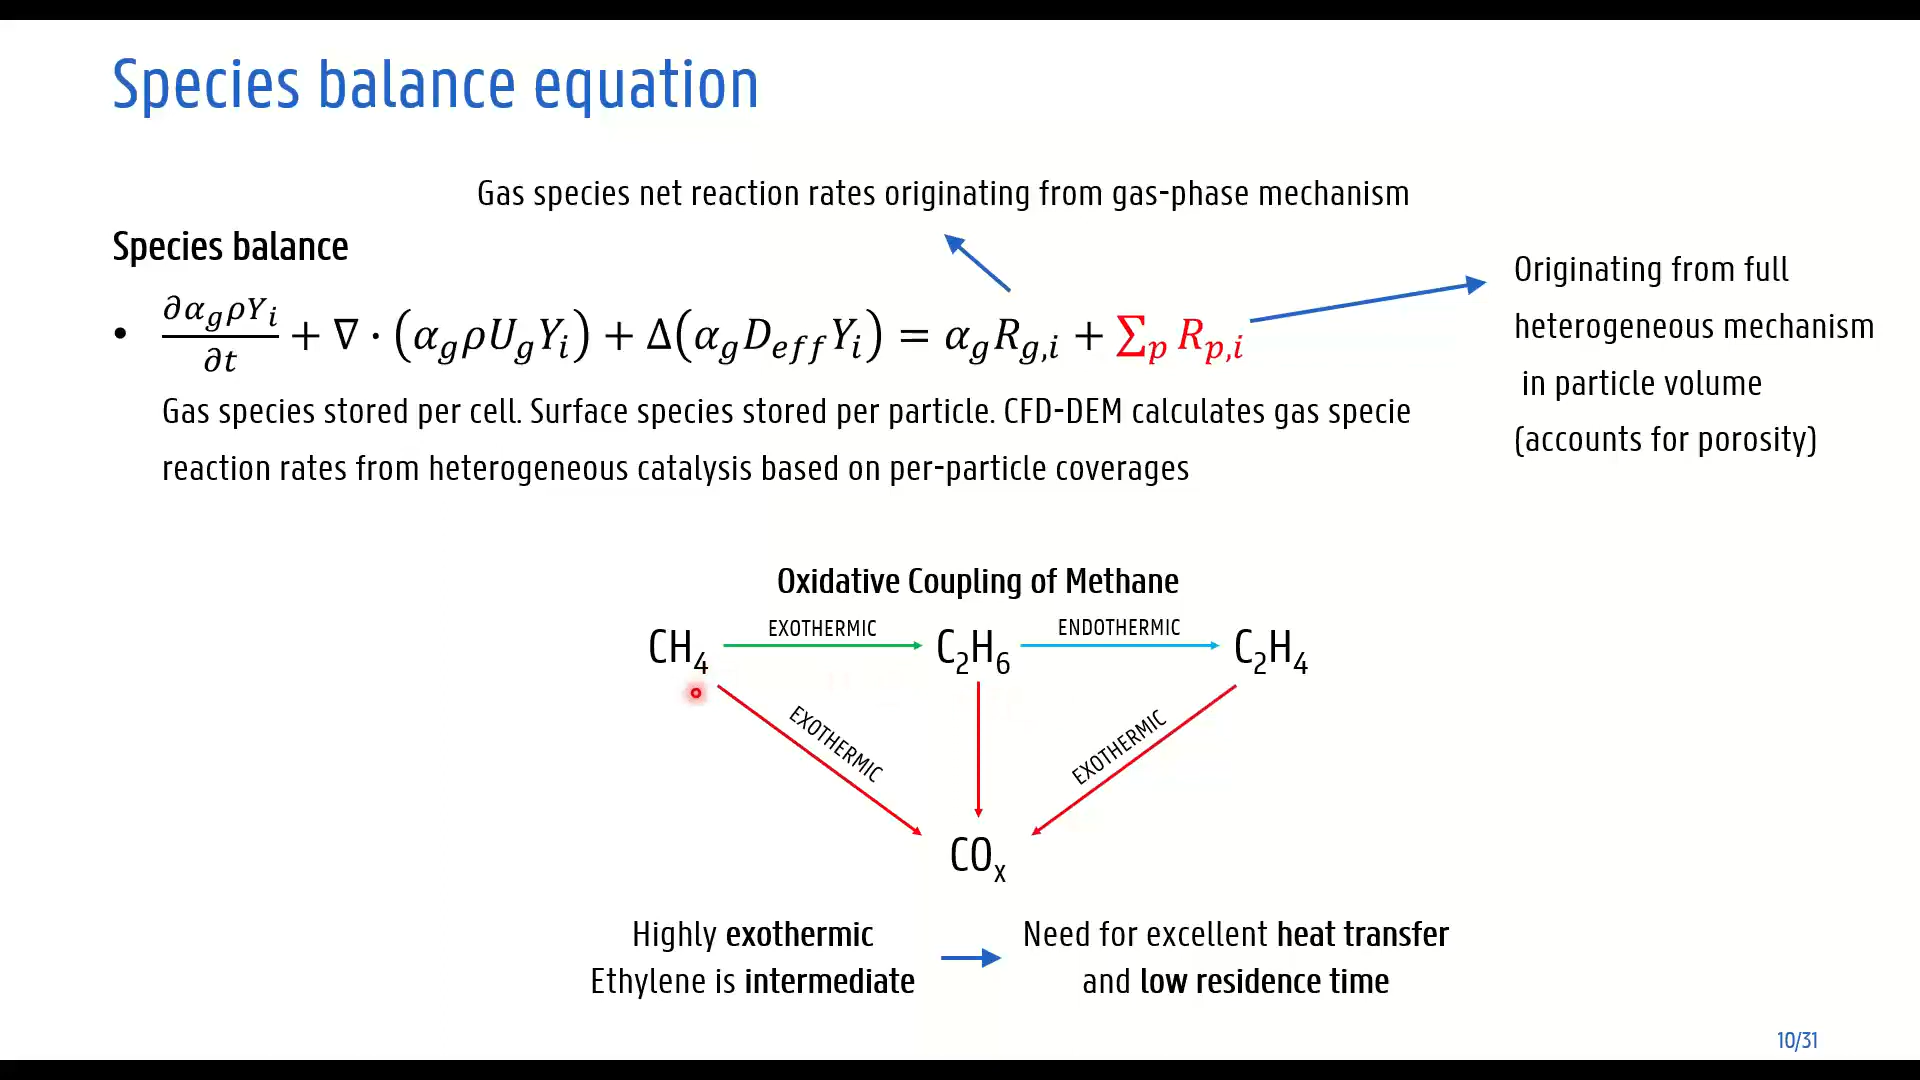 Species balance equation
Gas species net reaction rates originating from gas-phase mechanism
Species balance
• ∂α_gρY_i/∂t + ∇ · (α_gρU_gY_i) + Δ(α_gD_effY_i) = α_gR_{g,i} + ∑_p R_{p,i}
Originating from full
heterogeneous mechanism
in particle volume
(accounts for porosity)
Gas species stored per cell. Surface species stored per particle. CFD-DEM calculates gas specie
reaction rates from heterogeneous catalysis based on per-particle coverages
Oxidative Coupling of Methane
CH₄ EXOTHERMIC C₂H₆ ENDOTHERMIC C₂H₄
EXOTHERMIC EXOTHERMIC
COₓ
Highly exothermic
Ethylene is intermediate
Need for excellent heat transfer
and low residence time
10/31